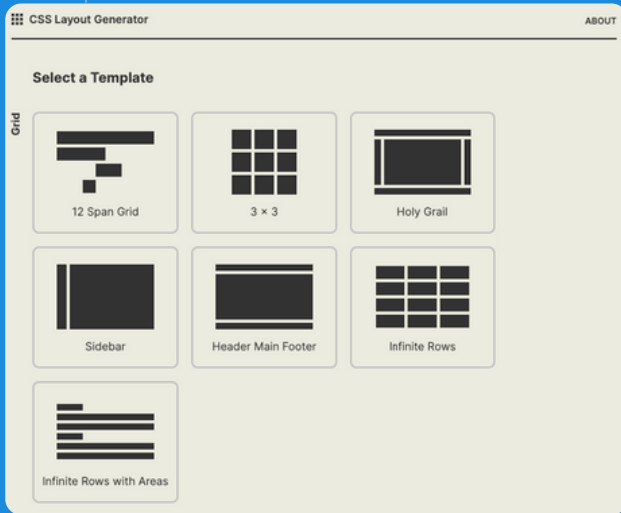 CSS Layout Generator
ABOUT
Select a Template
Grid
12 Span Grid
3 × 3
Holy Grail
Sidebar
Header Main Footer
Infinite Rows
Infinite Rows with Areas